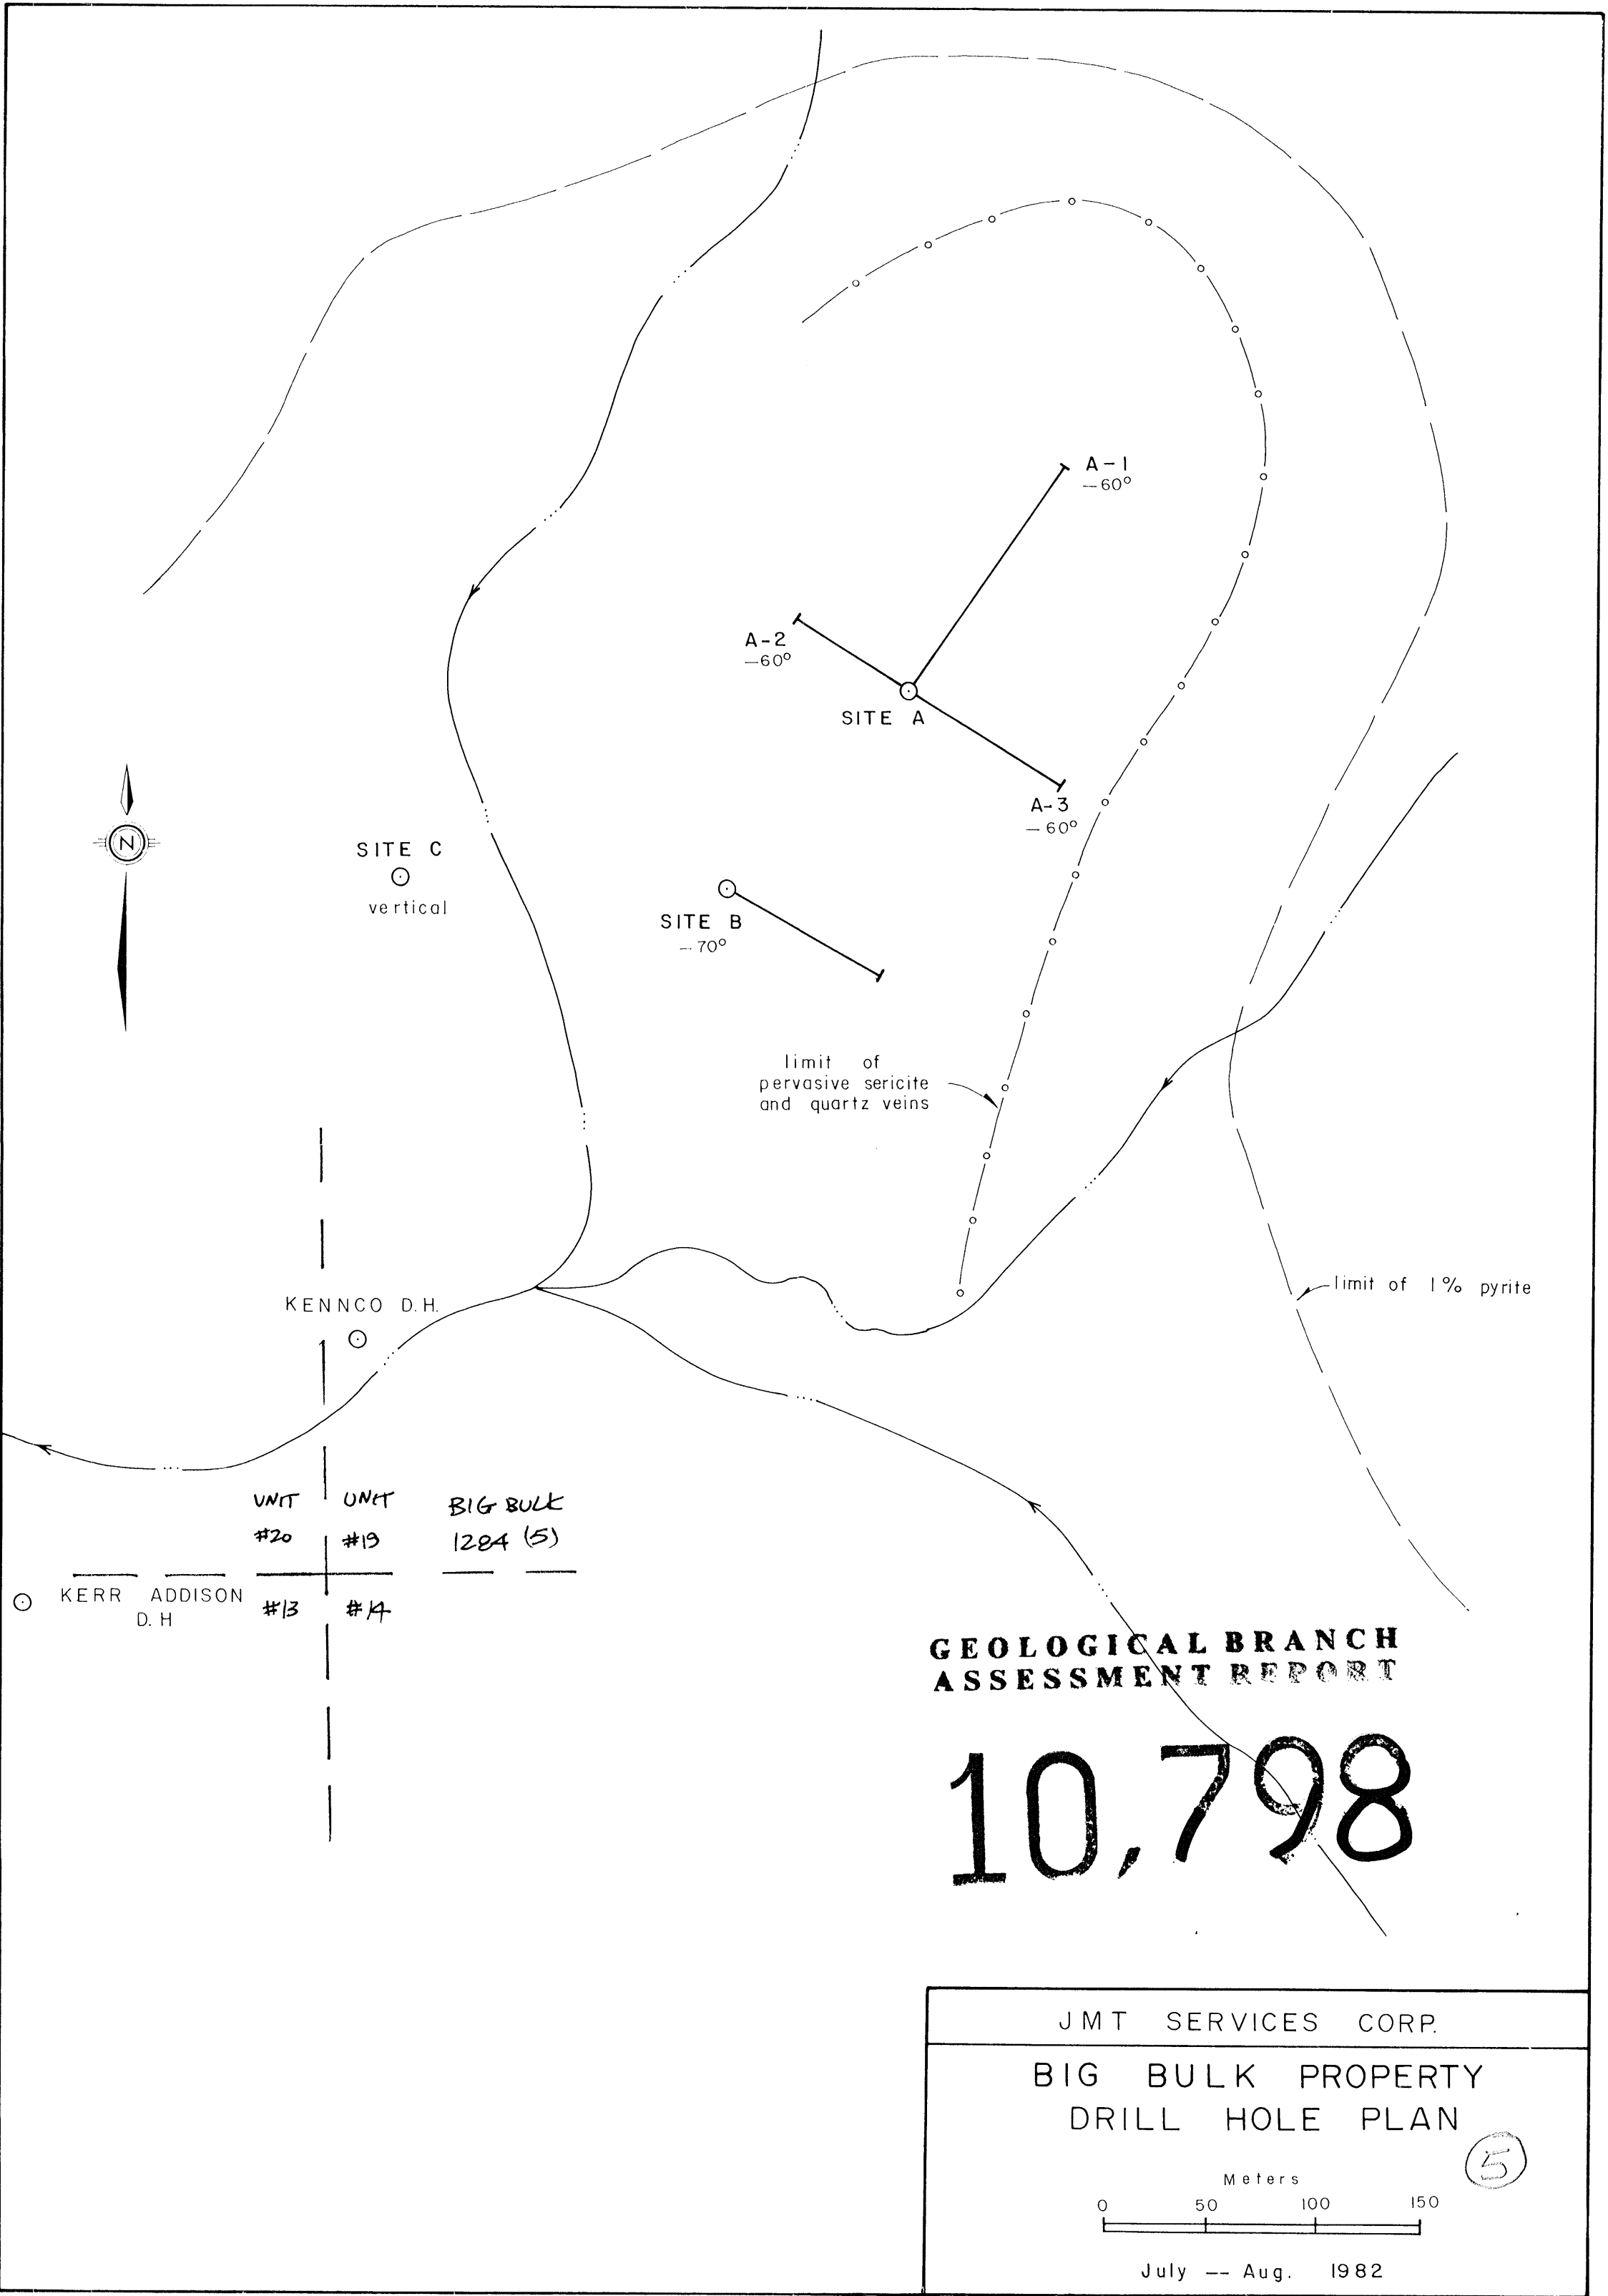 A-1
—60°
A-2
—60°
SITE A
A-3
—60°
N
SITE C
vertical
SITE B
—70°
limit of
pervasive sericite
and quartz veins
limit of 1% pyrite
KENNCO D.H.
UNIT UNIT BIG BULK
#20 #19 1284 (5)
KERR ADDISON
D.H
#13 #14
GEOLOGICAL BRANCH
ASSESSMENT REPORT
10,798
JMT SERVICES CORP.
BIG BULK PROPERTY
DRILL HOLE PLAN
5
Meters
0 50 100 150
July -- Aug. 1982